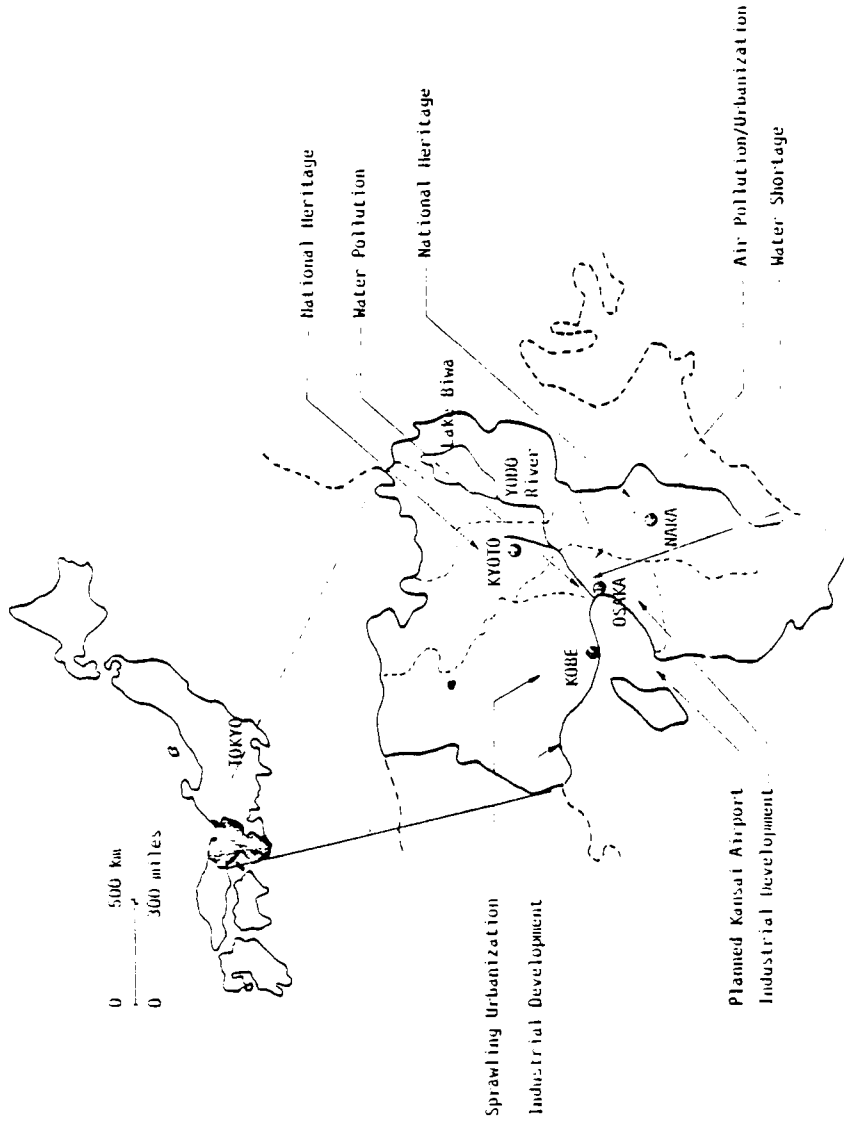 0 500 Km
0 300 miles
TOKYO
National Heritage
Water Pollution
National Heritage
Lake Biwa
YODO
River
KYOTO
NARA
OSAKA
KOBE
Air Pollution/Urbanization
Water Shortage
Sprawling Urbanization
Industrial Development
Planned Kansai Airport
Industrial Development